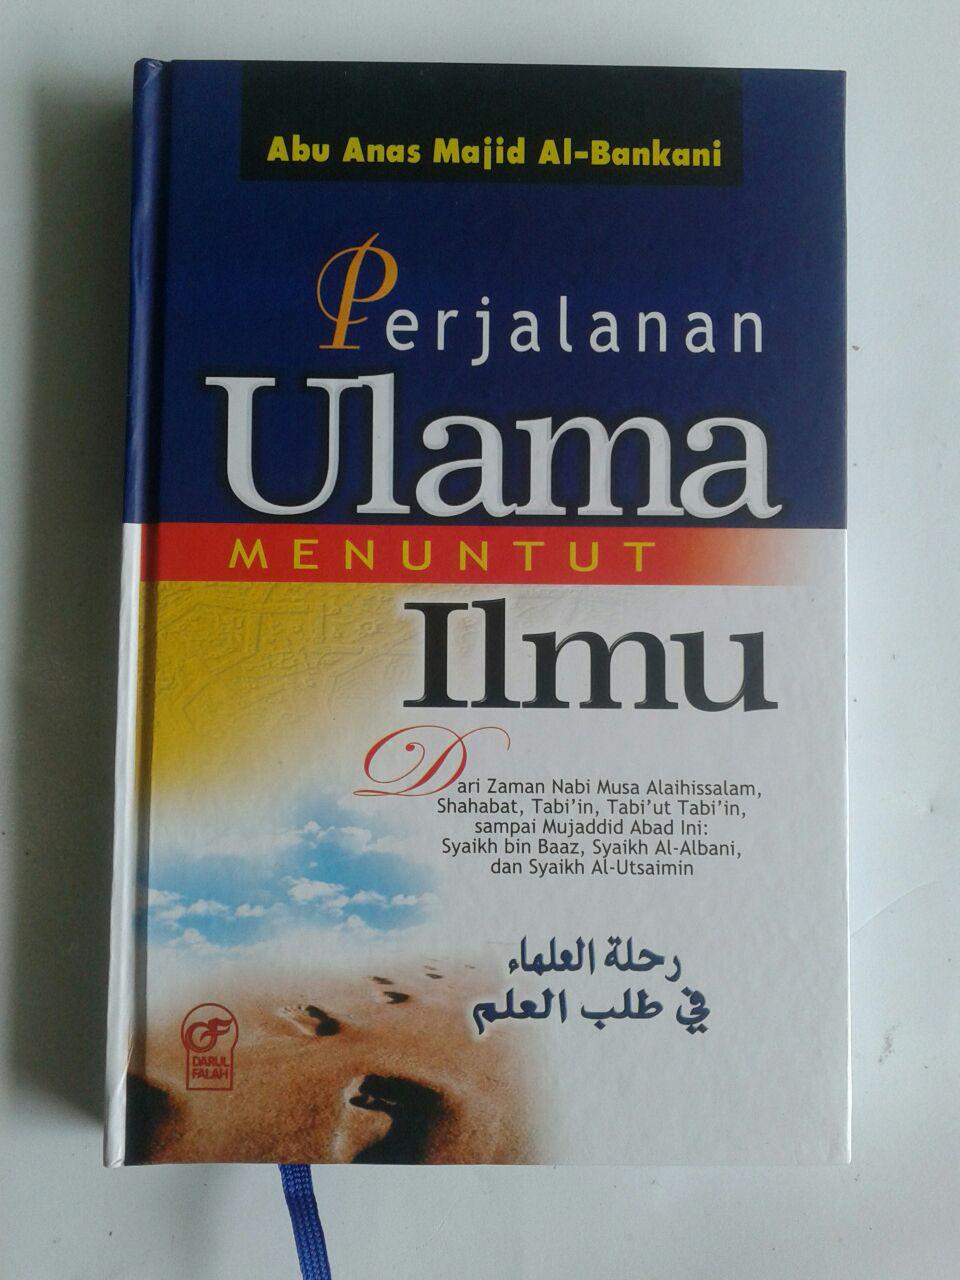 Abu Anas Majid Al-Bankani
Perjalanan
Ulama
MENUNTUT
Ilmu
Dari Zaman Nabi Musa Alaihissalam,
Shahabat, Tabi'in, Tabi'ut Tabi'in,
sampai Mujaddid Abad Ini:
Syaikh bin Baaz, Syaikh Al-Albani,
dan Syaikh Al-Utsaimin
رحلة العلماء
في طلب العلم
DARUL
FALAH